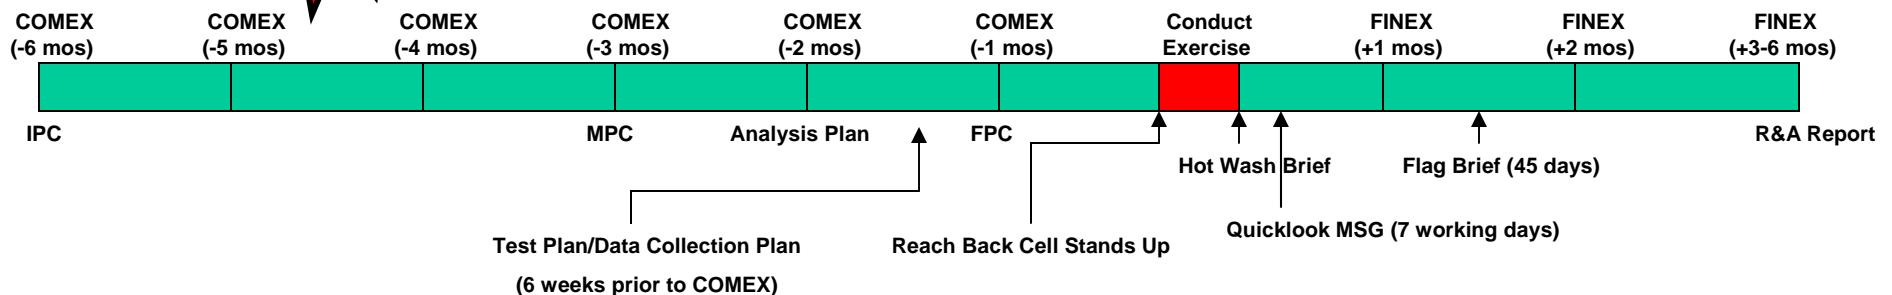 COMEX
(-6 mos)
COMEX
(-5 mos)
COMEX
(-4 mos)
COMEX
(-3 mos)
COMEX
(-2 mos)
COMEX
(-1 mos)
Conduct
Exercise
FINEX
(+1 mos)
FINEX
(+2 mos)
FINEX
(+3-6 mos)
IPC
MPC
Analysis Plan
FPC
R&A Report
Hot Wash Brief
Flag Brief (45 days)
Quicklook MSG (7 working days)
Test Plan/Data Collection Plan
(6 weeks prior to COMEX)
Reach Back Cell Stands Up